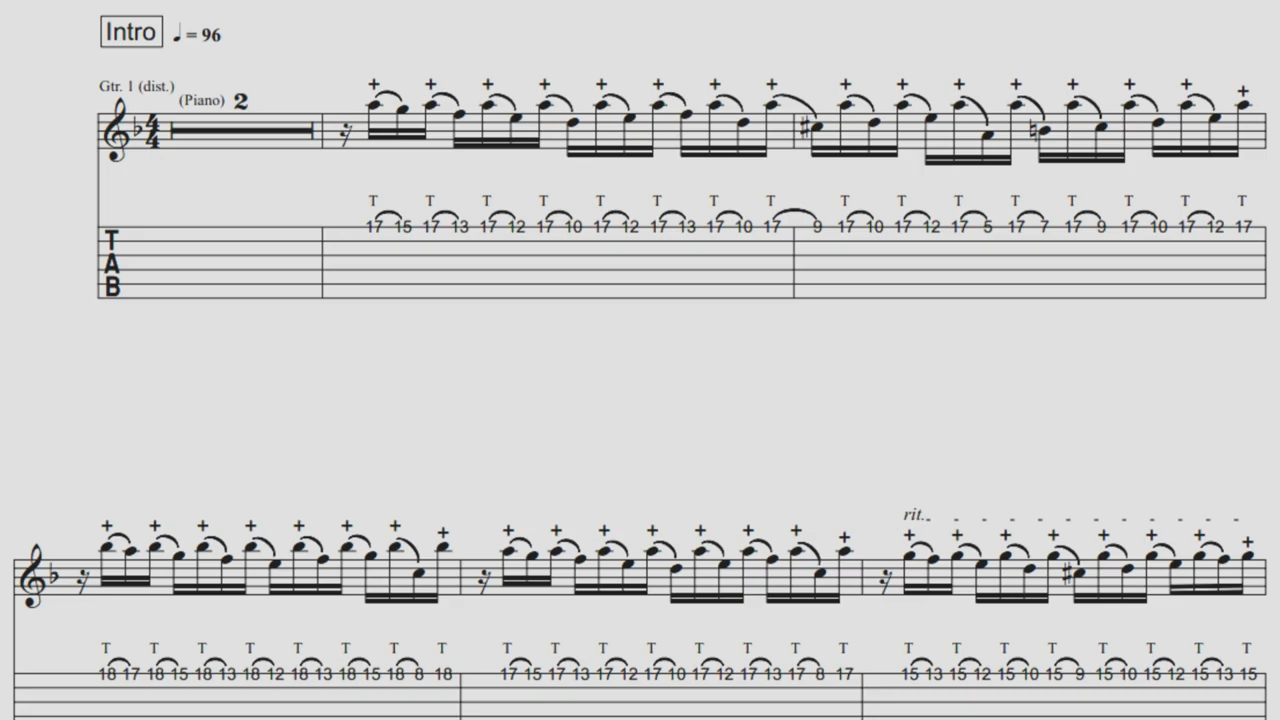 Intro ♩ = 96
Gtr. 1 (dist.)
(Piano) 2
4
4
+ + + + + + + + + + + + + + + +
T T T T T T T T T T T T T T T T
17 15 17 13 17 12 17 10 17 12 17 13 17 10 17 9 17 10 17 12 17 5 17 7 17 9 17 10 17 12 17
T
A
B
rit. - - - - - - - - - - - -
+ + + + + + + + + + + + + + + + + + + + + + + +
T T T T T T T T T T T T T T T T T T T T T T T T
18 17 18 15 18 13 18 12 18 13 18 15 18 8 18 17 15 17 13 17 12 17 10 17 12 17 13 17 8 17 15 13 15 12 15 10 15 9 15 10 15 12 15 13 15